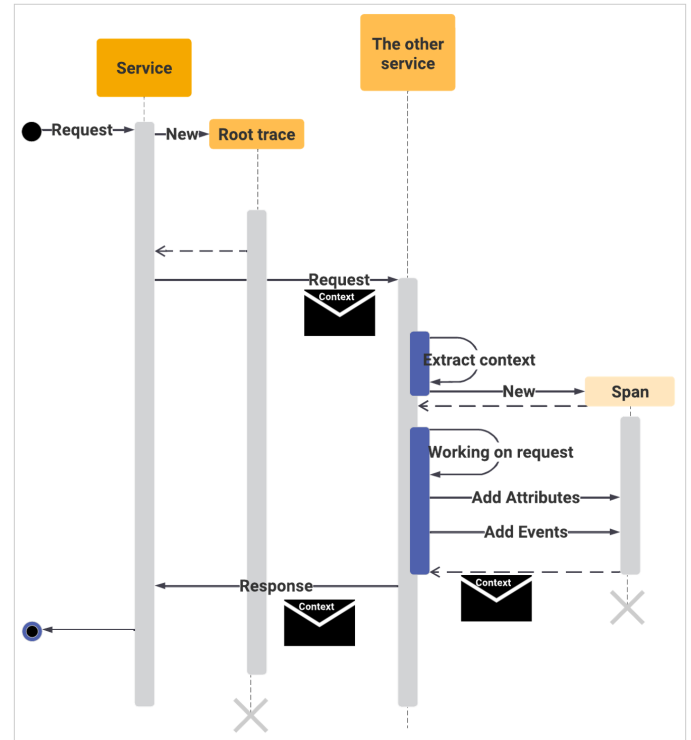 The other
service
Service
Request
New
Root trace
Request
Context
Extract context
New
Span
Working on request
Add Attributes
Add Events
Context
Response
Context